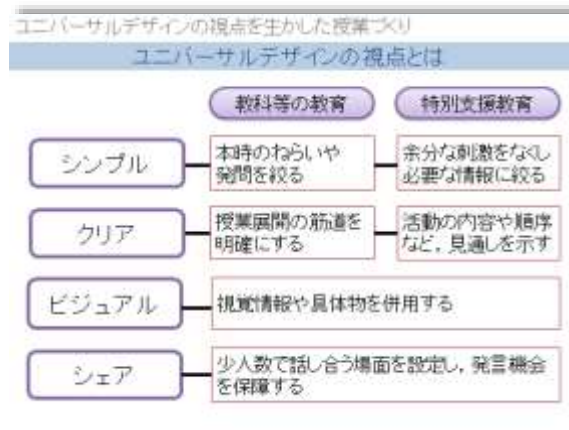 ユニバーサルデザインの視点を生かした授業づくり
ユニバーサルデザインの視点とは
教科等の教育
特別支援教育
シンプル
本時のねらいや
発問を絞る
余分な刺激をなくし
必要な情報に絞る
クリア
授業展開の筋道を
明確にする
活動の内容や順序
など，見通しを示す
ビジュアル
視覚情報や具体物を併用する
シェア
少人数で話し合う場面を設定し，発言機会
を保障する